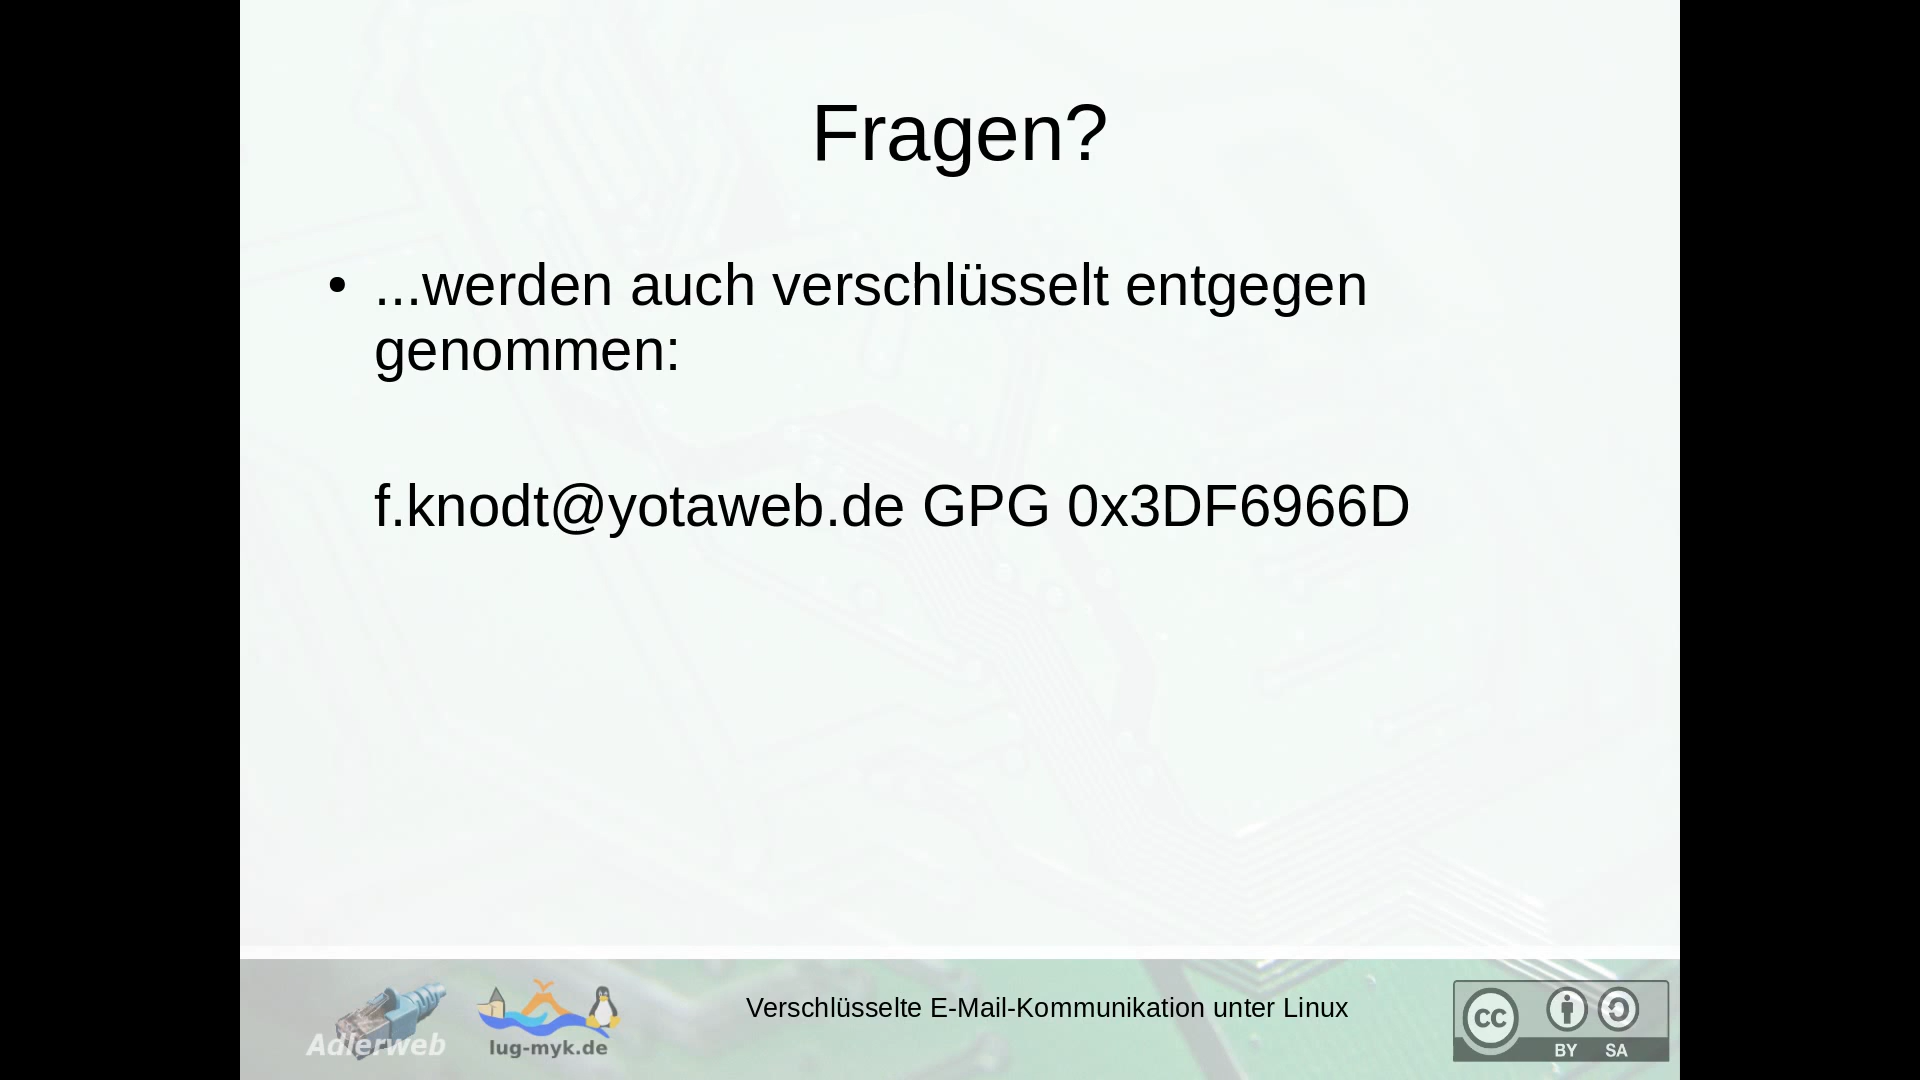 Fragen?
• ...werden auch verschlüsselt entgegen
genommen:
f.knodt@yotaweb.de GPG 0x3DF6966D
Adlerweb
lug-myk.de
Verschlüsselte E-Mail-Kommunikation unter Linux
cc
BY SA